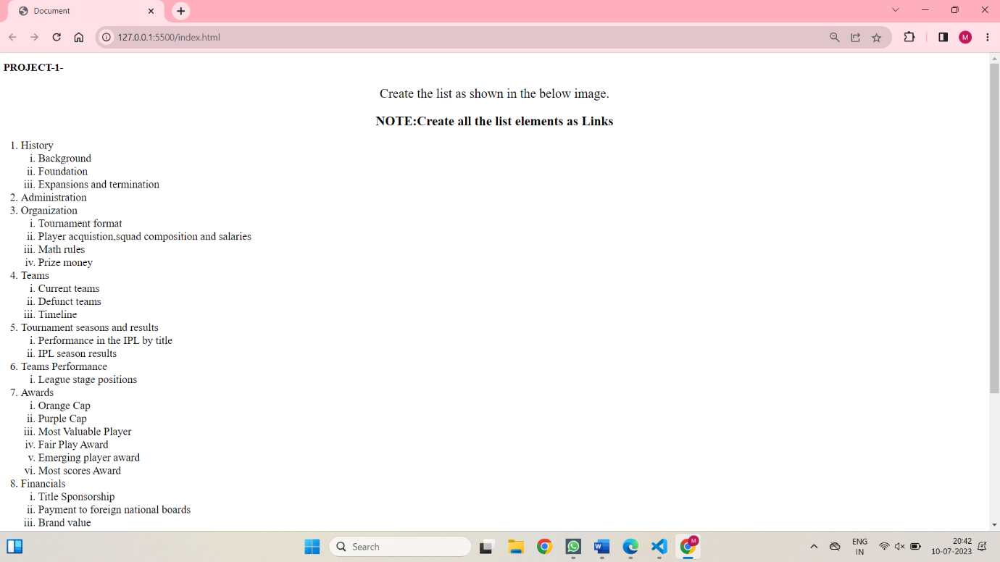 Document
127.0.0.1:5500/index.html
M
PROJECT-1-
Create the list as shown in the below image.
NOTE:Create all the list elements as Links
1. History
i. Background
ii. Foundation
iii. Expansions and termination
2. Administration
3. Organization
i. Tournament format
ii. Player acquistion,squad composition and salaries
iii. Math rules
iv. Prize money
4. Teams
i. Current teams
ii. Defunct teams
iii. Timeline
5. Tournament seasons and results
i. Performance in the IPL by title
ii. IPL season results
6. Teams Performance
i. League stage positions
7. Awards
i. Orange Cap
ii. Purple Cap
iii. Most Valuable Player
iv. Fair Play Award
v. Emerging player award
vi. Most scores Award
8. Financials
i. Title Sponsorship
ii. Payment to foreign national boards
iii. Brand value
Search
M
ENG
IN
20:42
10-07-2023